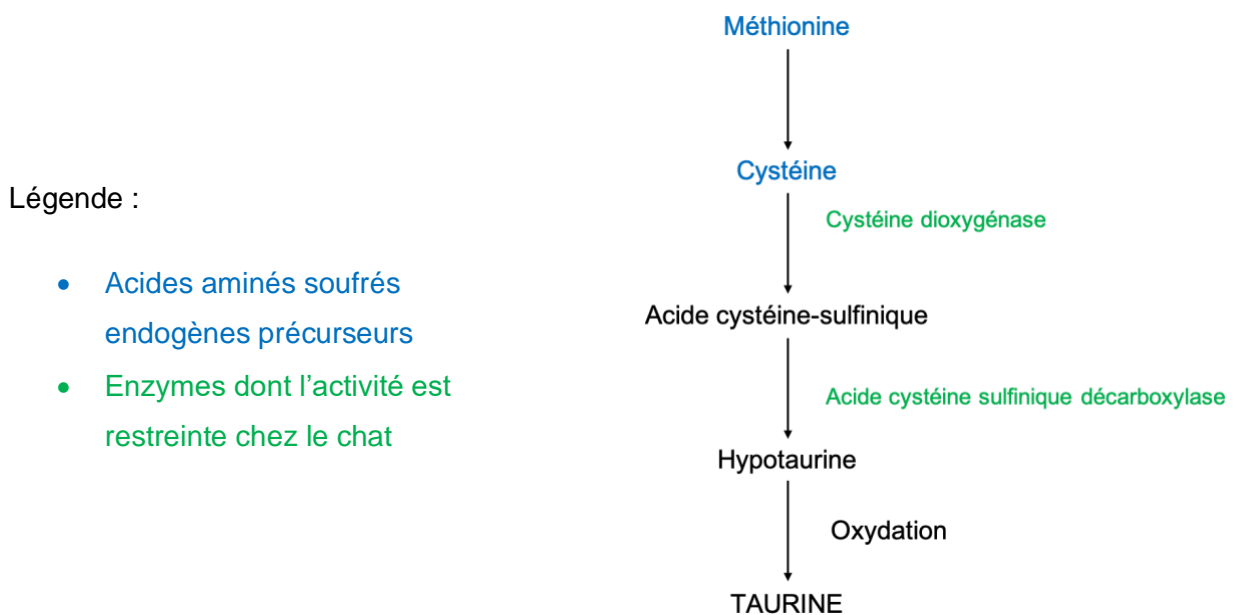 Méthionine
Cystéine
Légende :
Cystéine dioxygénase
• Acides aminés soufrés
endogènes précurseurs
Acide cystéine-sulfinique
• Enzymes dont l'activité est
restreinte chez le chat
Acide cystéine sulfinique décarboxylase
Hypotaurine
Oxydation
TAURINE